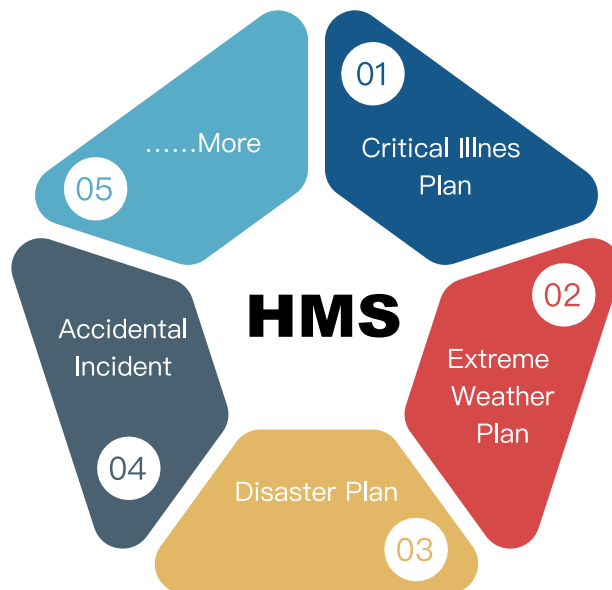 01
Critical Illnes
Plan
02
Extreme
Weather
Plan
Disaster Plan
03
Accidental
Incident
04
......More
05
HMS